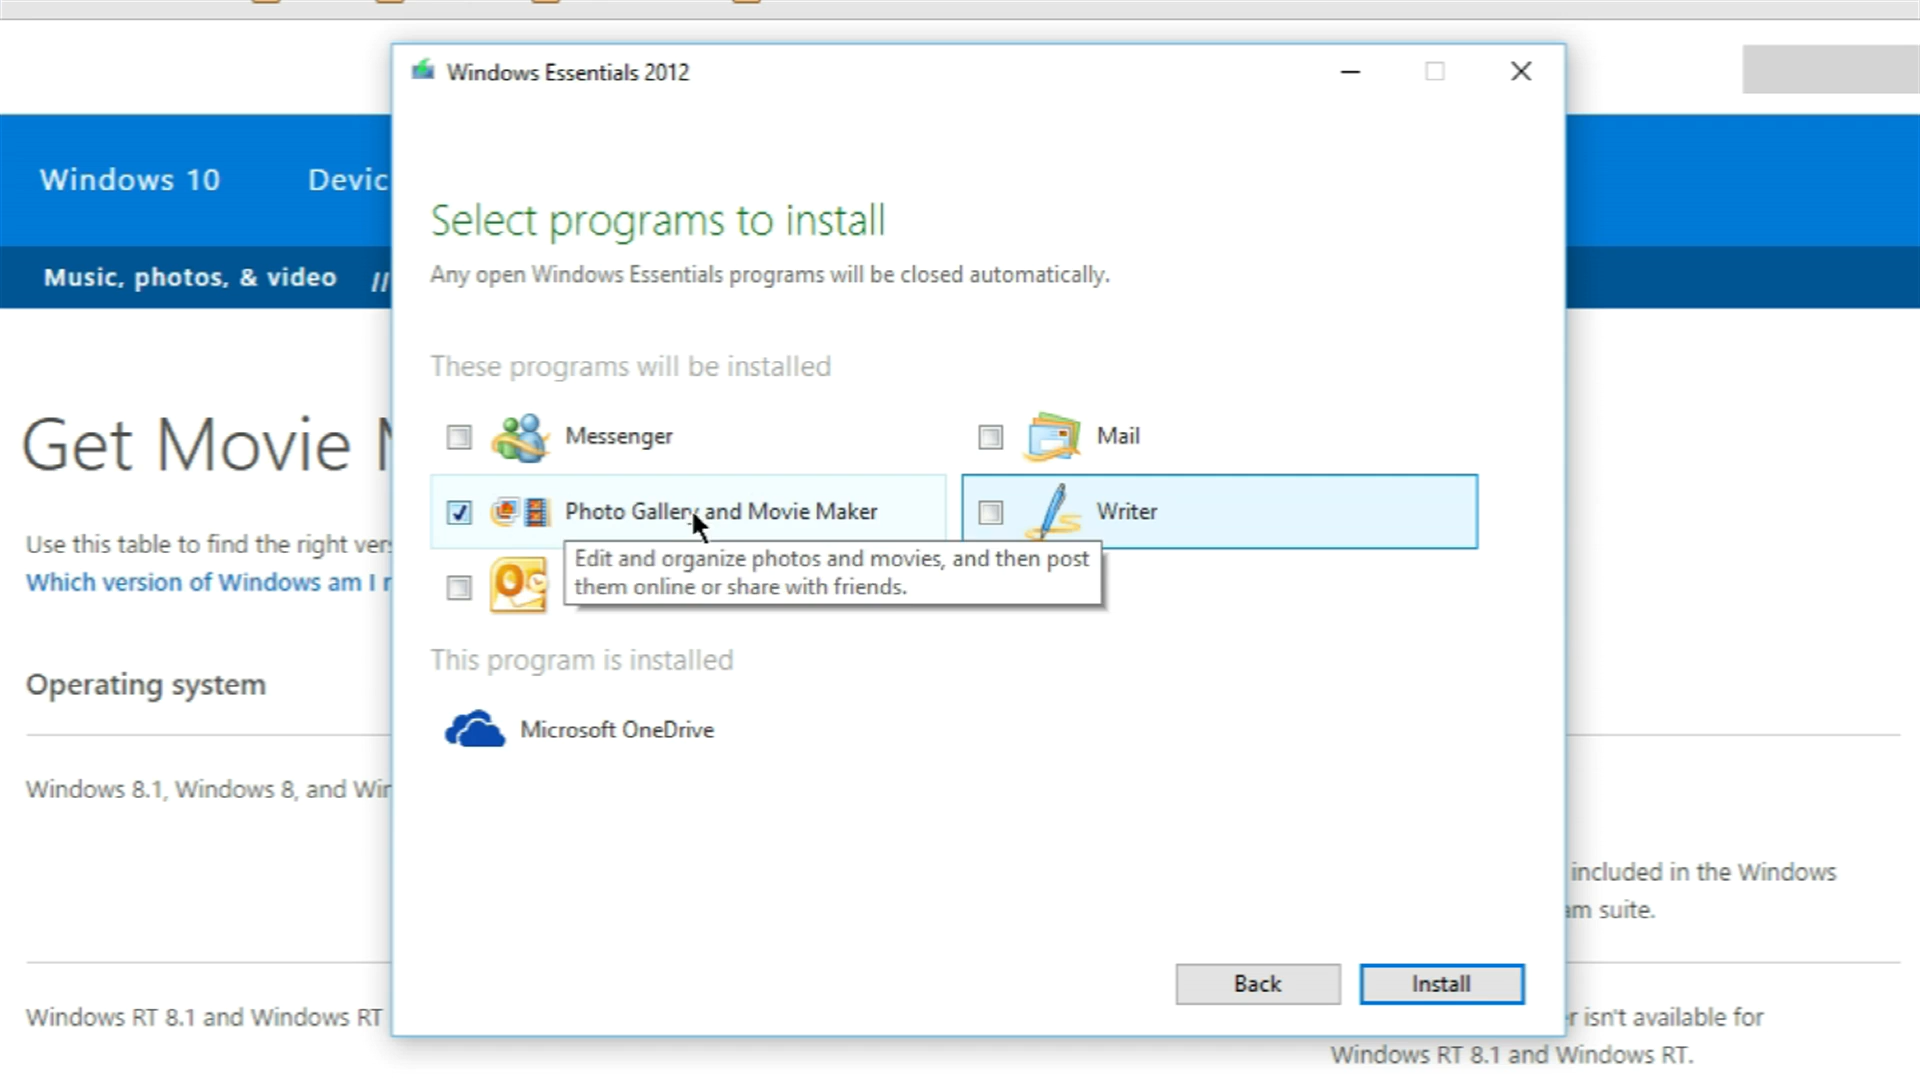 Windows Essentials 2012
Windows 10
Devic
Music, photos, & video //
Select programs to install
Any open Windows Essentials programs will be closed automatically.
These programs will be installed
Messenger
Mail
Photo Gallery and Movie Maker
Writer
Edit and organize photos and movies, and then post
them online or share with friends.
This program is installed
Microsoft OneDrive
Back
Install
Get Movie
Use this table to find the right ver
Which version of Windows am I r
Operating system
Windows 8.1, Windows 8, and Win
included in the Windows
am suite.
Windows RT 8.1 and Windows RT
r isn't available for
Windows RT 8.1 and Windows RT.